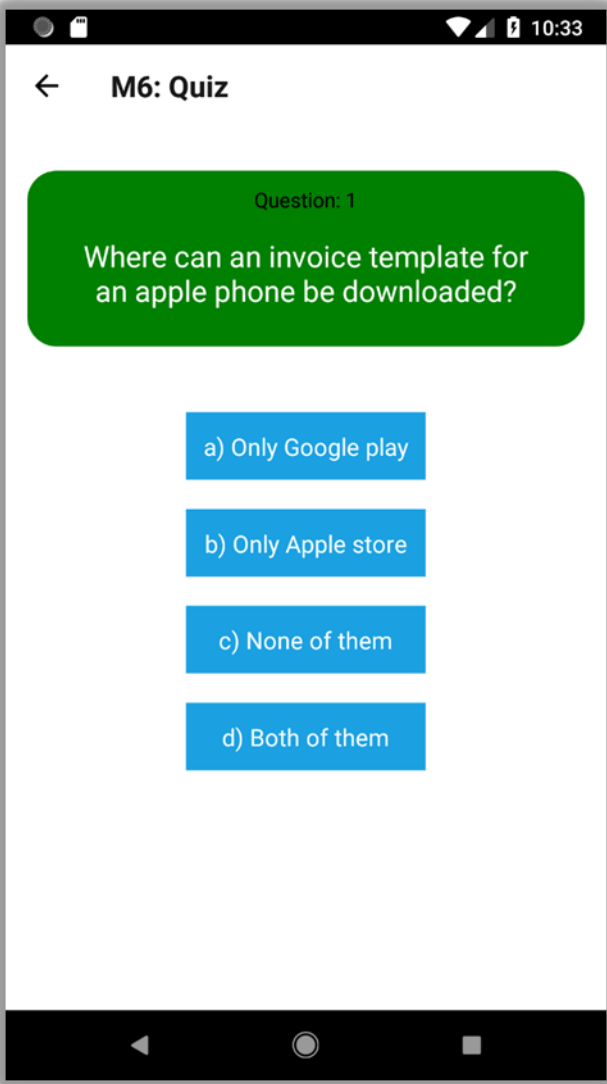 10:33
M6: Quiz
Question: 1
Where can an invoice template for
an apple phone be downloaded?
a) Only Google play
b) Only Apple store
c) None of them
d) Both of them